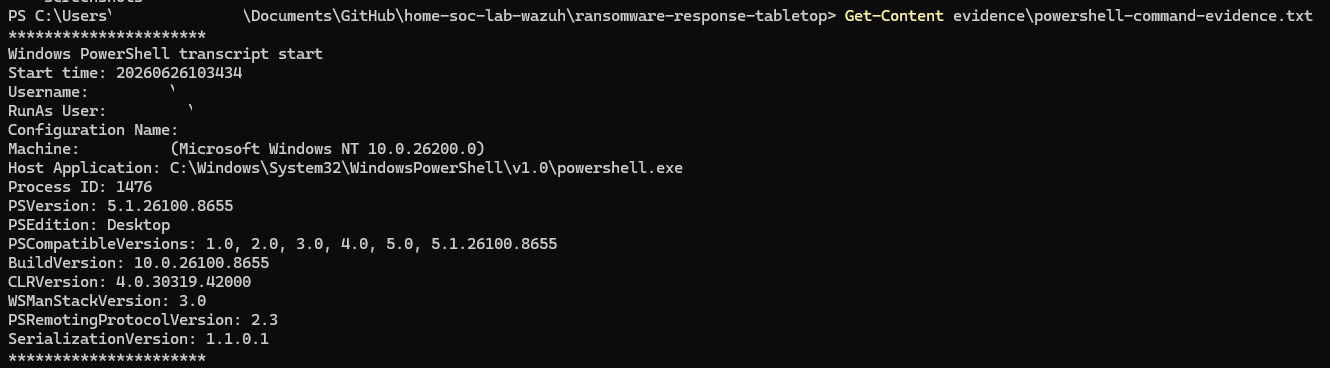 screenshots
PS C:\Users\ \Documents\GitHub\home-soc-lab-wazuh\ransomware-response-tabletop> Get-Content evidence\powershell-command-evidence.txt
**********************
Windows PowerShell transcript start
Start time: 20260626103434
Username: \
RunAs User: \
Configuration Name:
Machine: (Microsoft Windows NT 10.0.26200.0)
Host Application: C:\Windows\System32\WindowsPowerShell\v1.0\powershell.exe
Process ID: 1476
PSVersion: 5.1.26100.8655
PSEdition: Desktop
PSCompatibleVersions: 1.0, 2.0, 3.0, 4.0, 5.0, 5.1.26100.8655
BuildVersion: 10.0.26100.8655
CLRVersion: 4.0.30319.42000
WSManStackVersion: 3.0
PSRemotingProtocolVersion: 2.3
SerializationVersion: 1.1.0.1
**********************